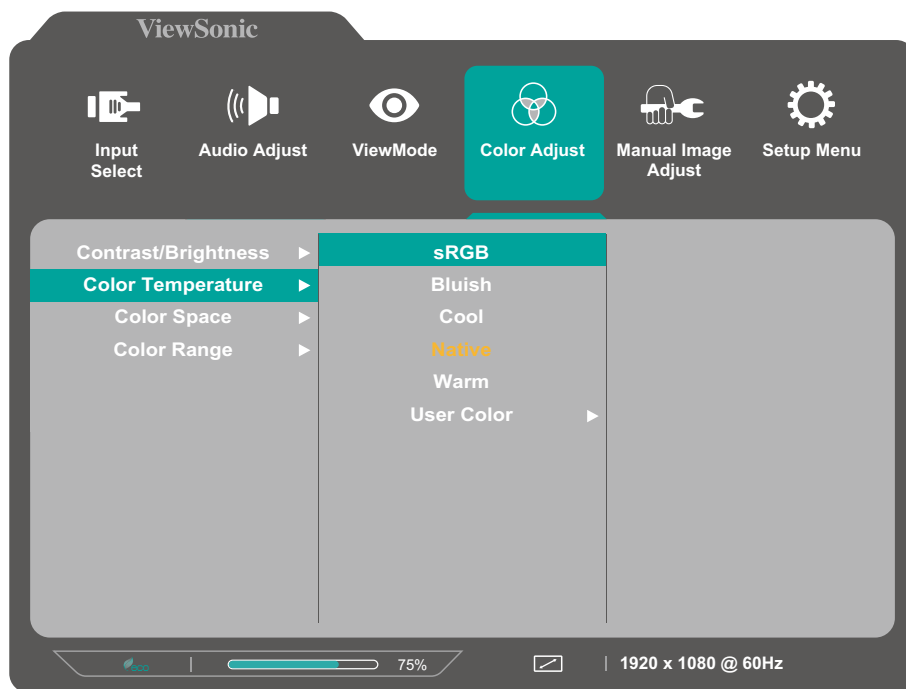 ViewSonic
Input
Select
Audio Adjust
ViewMode
Color Adjust
Manual Image
Adjust
Setup Menu
Contrast/Brightness
Color Temperature
Color Space
Color Range
sRGB
Bluish
Cool
Native
Warm
User Color
eco
75%
1920 x 1080 @ 60Hz